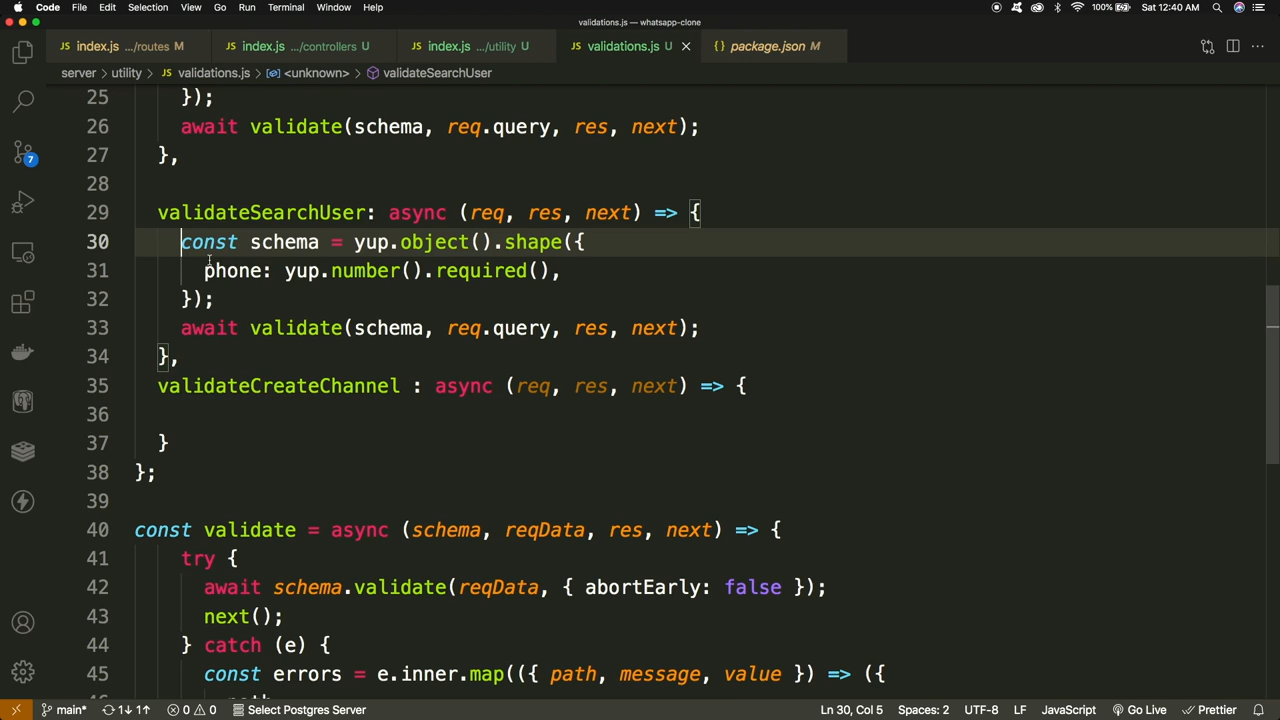 Code File Edit Selection View Go Run Terminal Window Help 100% Sat 12:40 AM
validations.js — whatsapp-clone
JS index.js .../routes M JS index.js .../controllers U JS index.js .../utility U JS validations.js U × {} package.json M ...
server > utility > JS validations.js > <unknown> > validateSearchUser
25 });
26 await validate(schema, req.query, res, next);
27 },
28
29 validateSearchUser: async (req, res, next) => {
30 const schema = yup.object().shape({
31 phone: yup.number().required(),
32 });
33 await validate(schema, req.query, res, next);
34 },
35 validateCreateChannel : async (req, res, next) => {
36
37 }
38 };
39
40 const validate = async (schema, reqData, res, next) => {
41 try {
42 await schema.validate(reqData, { abortEarly: false });
43 next();
44 } catch (e) {
45 const errors = e.inner.map(({ path, message, value }) => ({
7
main* 1↓ 1↑ 0 0 Select Postgres Server Ln 30, Col 5 Spaces: 2 UTF-8 LF JavaScript Go Live Prettier